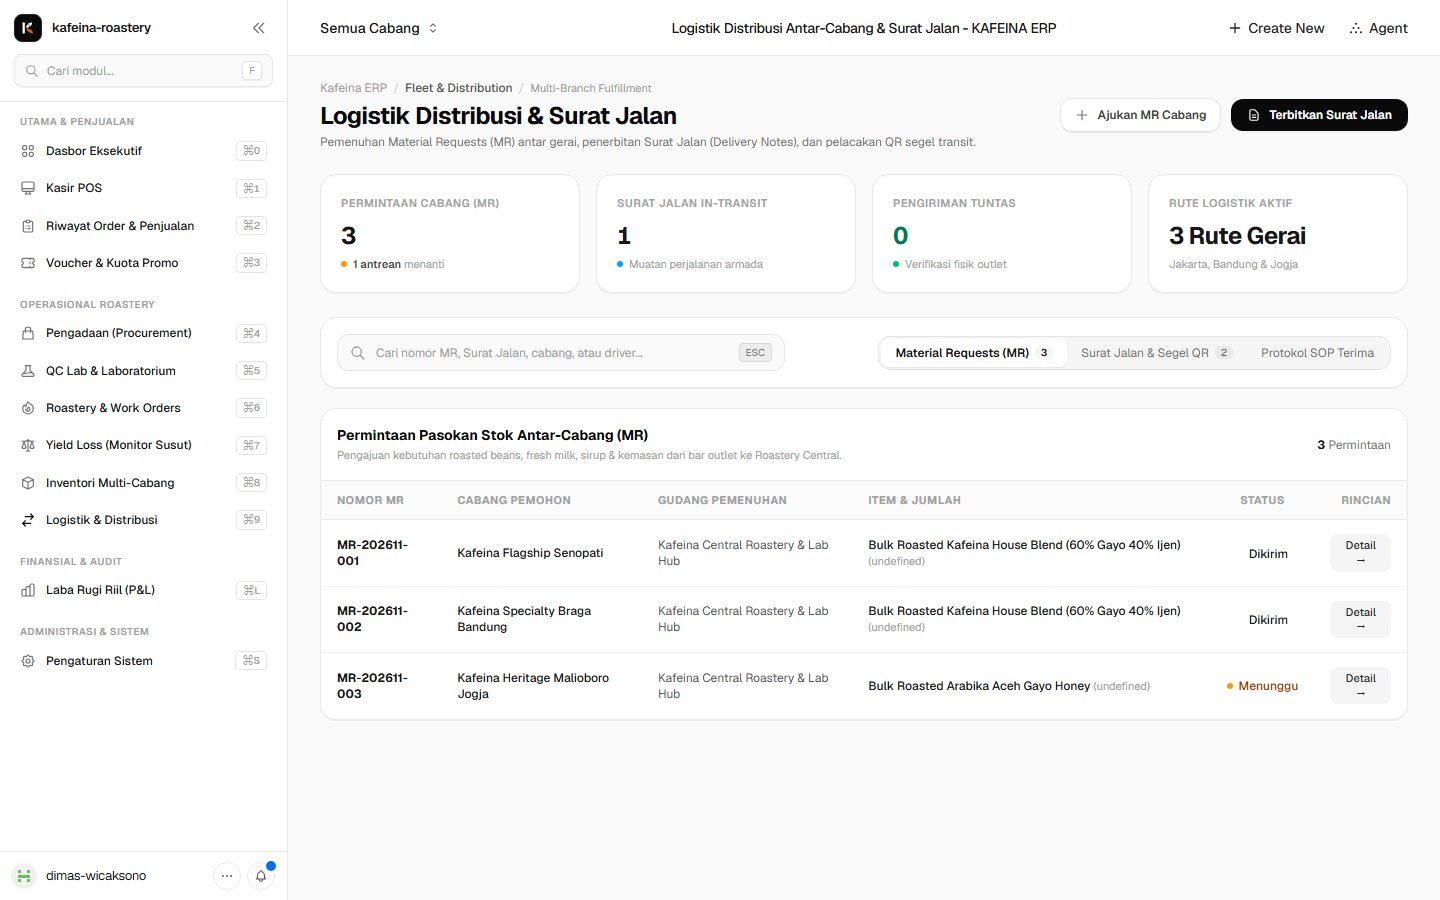 kafeina-roastery
Cari modul...
F
UTAMA & PENJUALAN
Dasbor Eksekutif
⌘0
Kasir POS
⌘1
Riwayat Order & Penjualan
⌘2
Voucher & Kuota Promo
⌘3
OPERASIONAL ROASTERY
Pengadaan (Procurement)
⌘4
QC Lab & Laboratorium
⌘5
Roastery & Work Orders
⌘6
Yield Loss (Monitor Susut)
⌘7
Inventori Multi-Cabang
⌘8
Logistik & Distribusi
⌘9
FINANSIAL & AUDIT
Laba Rugi Riil (P&L)
⌘L
ADMINISTRASI & SISTEM
Pengaturan Sistem
⌘S
dimas-wicaksono
Semua Cabang
Logistik Distribusi Antar-Cabang & Surat Jalan - KAFEINA ERP
Create New
Agent
Kafeina ERP / Fleet & Distribution / Multi-Branch Fulfillment
Logistik Distribusi & Surat Jalan
Pemenuhan Material Requests (MR) antar gerai, penerbitan Surat Jalan (Delivery Notes), dan pelacakan QR segel transit.
Ajukan MR Cabang
Terbitkan Surat Jalan
PERMINTAAN CABANG (MR)
3
1 antrean menanti
SURAT JALAN IN-TRANSIT
1
Muatan perjalanan armada
PENGIRIMAN TUNTAS
0
Verifikasi fisik outlet
RUTE LOGISTIK AKTIF
3 Rute Gerai
Jakarta, Bandung & Jogja
Cari nomor MR, Surat Jalan, cabang, atau driver...
ESC
Material Requests (MR) 3
Surat Jalan & Segel QR 2
Protokol SOP Terima
Permintaan Pasokan Stok Antar-Cabang (MR)
Pengajuan kebutuhan roasted beans, fresh milk, sirup & kemasan dari bar outlet ke Roastery Central.
3 Permintaan
NOMOR MR
CABANG PEMOHON
GUDANG PEMENUHAN
ITEM & JUMLAH
STATUS
RINCIAN
MR-202611-
001
Kafeina Flagship Senopati
Kafeina Central Roastery & Lab
Hub
Bulk Roasted Kafeina House Blend (60% Gayo 40% Ijen)
(undefined)
Dikirim
Detail
→
MR-202611-
002
Kafeina Specialty Braga
Bandung
Kafeina Central Roastery & Lab
Hub
Bulk Roasted Kafeina House Blend (60% Gayo 40% Ijen)
(undefined)
Dikirim
Detail
→
MR-202611-
003
Kafeina Heritage Malioboro
Jogja
Kafeina Central Roastery & Lab
Hub
Bulk Roasted Arabika Aceh Gayo Honey (undefined)
Menunggu
Detail
→